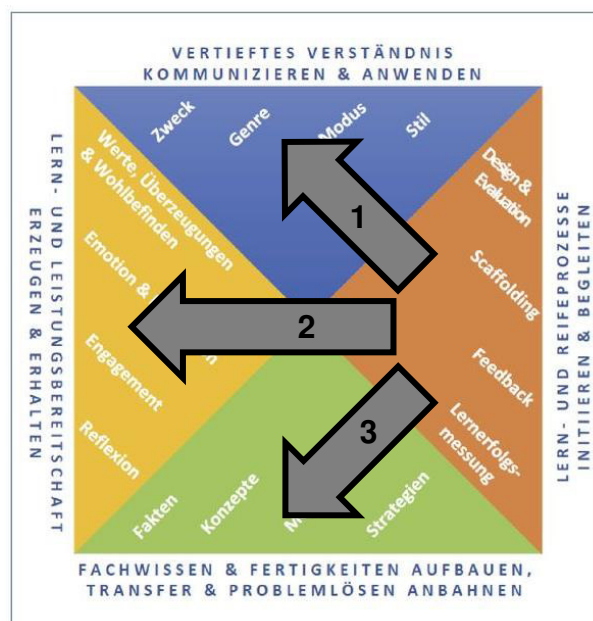 VERTIEFTES VERSTÄNDNIS
KOMMUNIZIEREN & ANWENDEN
Zweck
Genre
Modus
Stil
LERN- UND LEISTUNGSBEREITSCHAFT
ERZEUGEN & ERHALTEN
Werte, Überzeugungen
& Wohlbefinden
Emotion &
Engagement
Reflexion
1
2
3
Design &
Evaluation
Scaffolding
Feedback
Lernerfolgs-
messung
LERN- UND REIFEPROZESSE
INITIIEREN & BEGLEITEN
Fakten
Konzepte
Strategien
FACHWISSEN & FERTIGKEITEN AUFBAUEN,
TRANSFER & PROBLEMLÖSEN ANBAHNEN